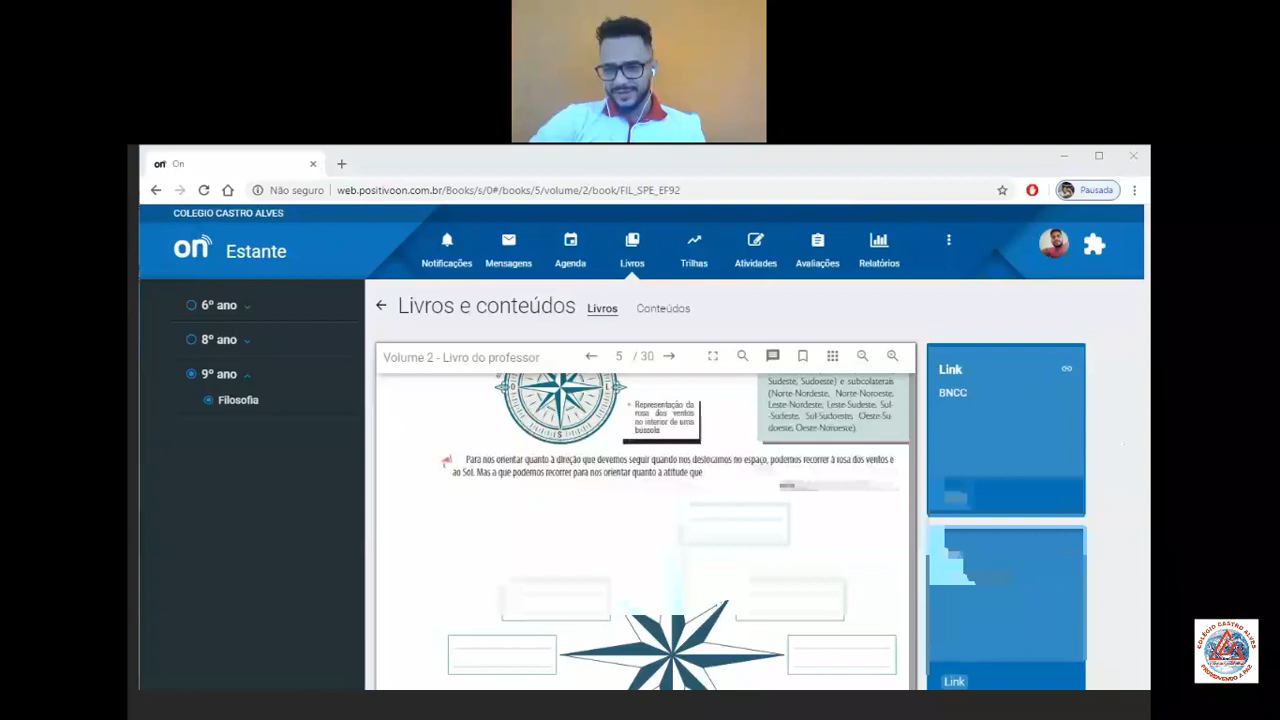 on On
Não seguro web.positivoon.com.br/Books/s/0#/books/5/volume/2/book/FIL_SPE_EF92
Pausada
COLEGIO CASTRO ALVES
on Estante
Notificações Mensagens Agenda Livros Trilhas Atividades Avaliações Relatórios
6º ano
8º ano
9º ano
Filosofia
Livros e conteúdos Livros Conteúdos
Volume 2 - Livro do professor 5 / 30
Sudeste, Sudoeste) e subcolaterais
(Norte-Nordeste, Norte-Noroeste,
Leste-Nordeste, Leste-Sudeste, Sul-
-Sudeste, Sul-Sudoeste, Oeste-Su
doeste, Oeste-Noroeste).
Representação da
rosa dos ventos
no interior de uma
bússola
Para nos orientar quanto à direção que devemos seguir quando nos deslocamos no espaço, podemos recorrer à rosa dos ventos e
ao Sol. Mas a que podemos recorrer para nos orientar quanto à atitude que
Link
BNCC
Link
COLÉGIO CASTRO ALVES
PROMOVENDO A PAZ